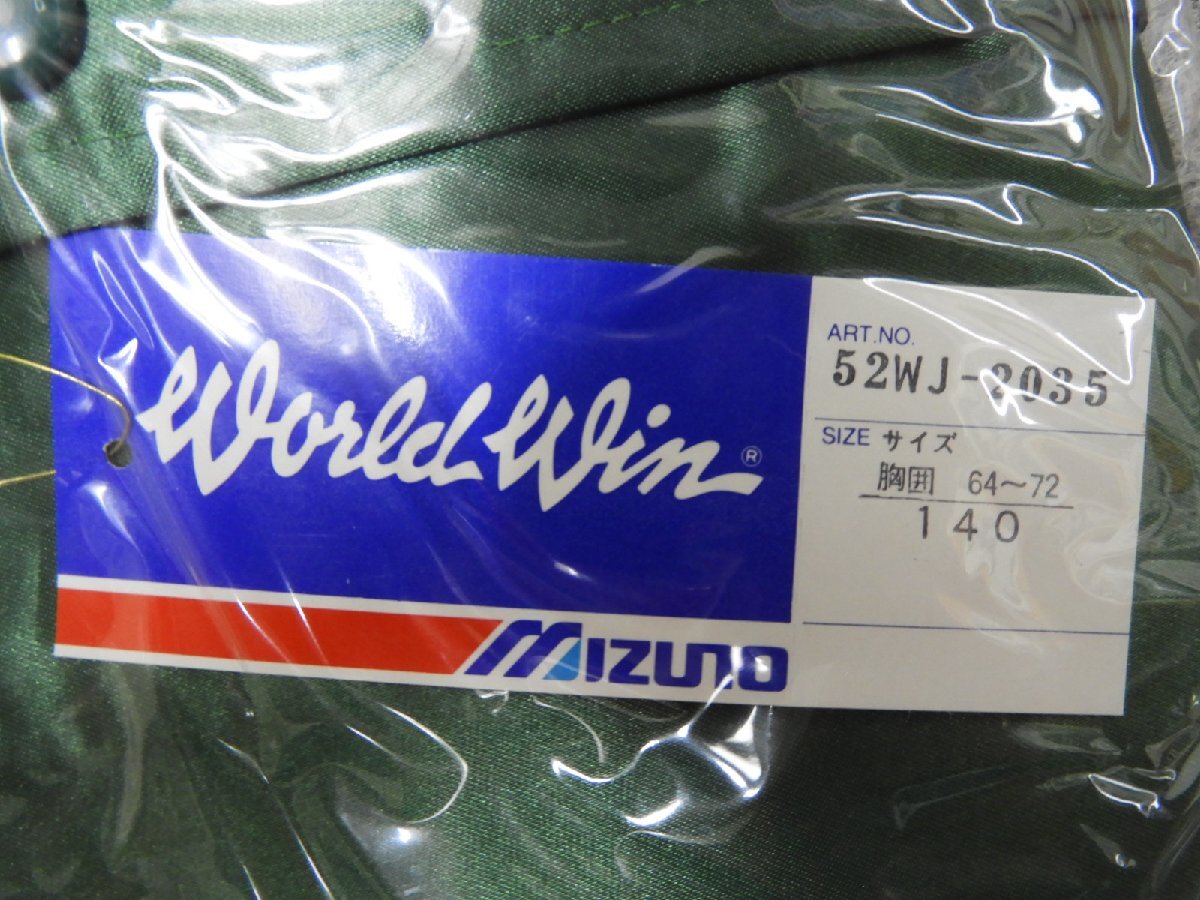 World Win ®
MIZUNO
ART.NO.
52WJ-2035
SIZE サイズ
胸囲 64～72
140